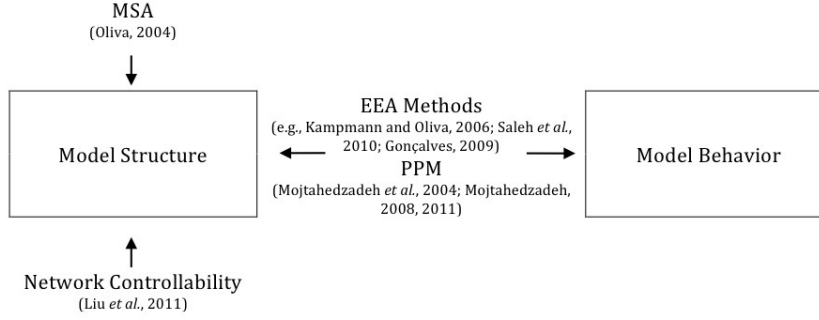 MSA
(Oliva, 2004)
Model Structure
EEA Methods
(e.g., Kampmann and Oliva, 2006; Saleh et al.,
2010; Gonçalves, 2009)
PPM
(Mojtahedzadeh et al., 2004; Mojtahedzadeh,
2008, 2011)
Model Behavior
Network Controllability
(Liu et al., 2011)